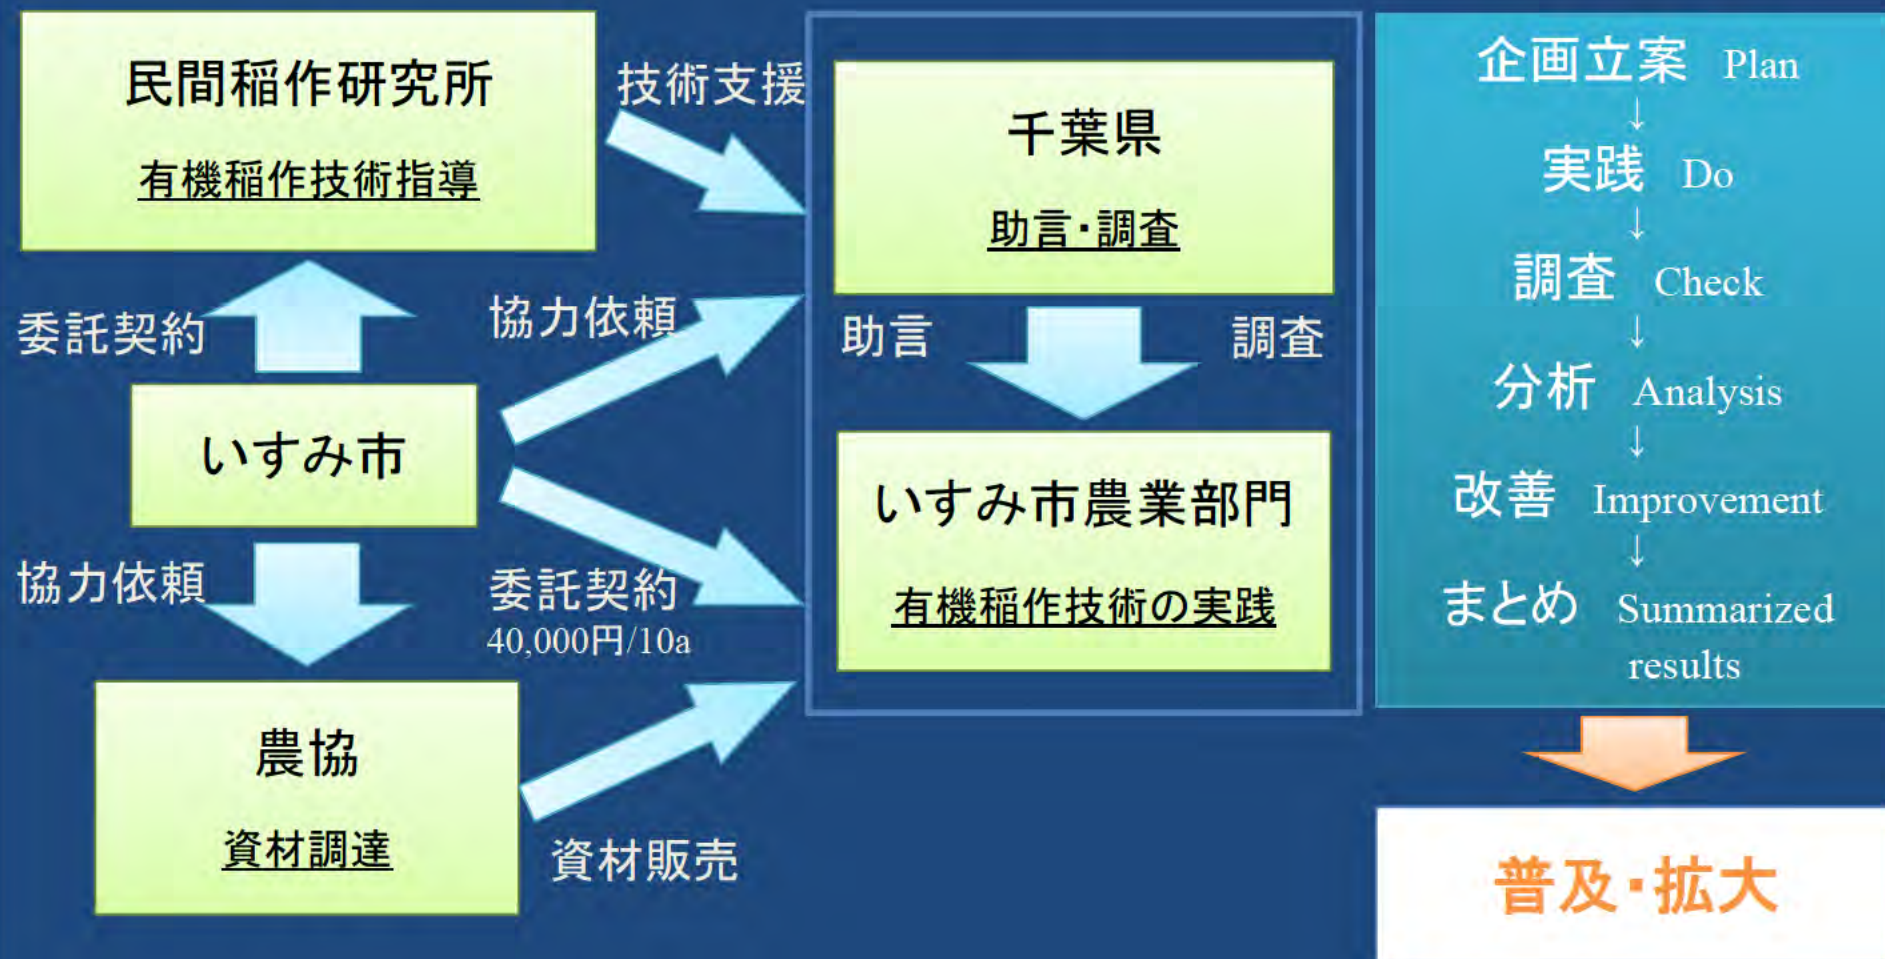 民間稲作研究所
有機稲作技術指導
技術支援
委託契約
協力依頼
いすみ市
協力依頼
委託契約
40,000円/10a
農協
資材調達
資材販売
千葉県
助言・調査
助言
調査
いすみ市農業部門
有機稲作技術の実践
企画立案 Plan
↓
実践 Do
↓
調査 Check
↓
分析 Analysis
↓
改善 Improvement
↓
まとめ Summarized
results
普及・拡大